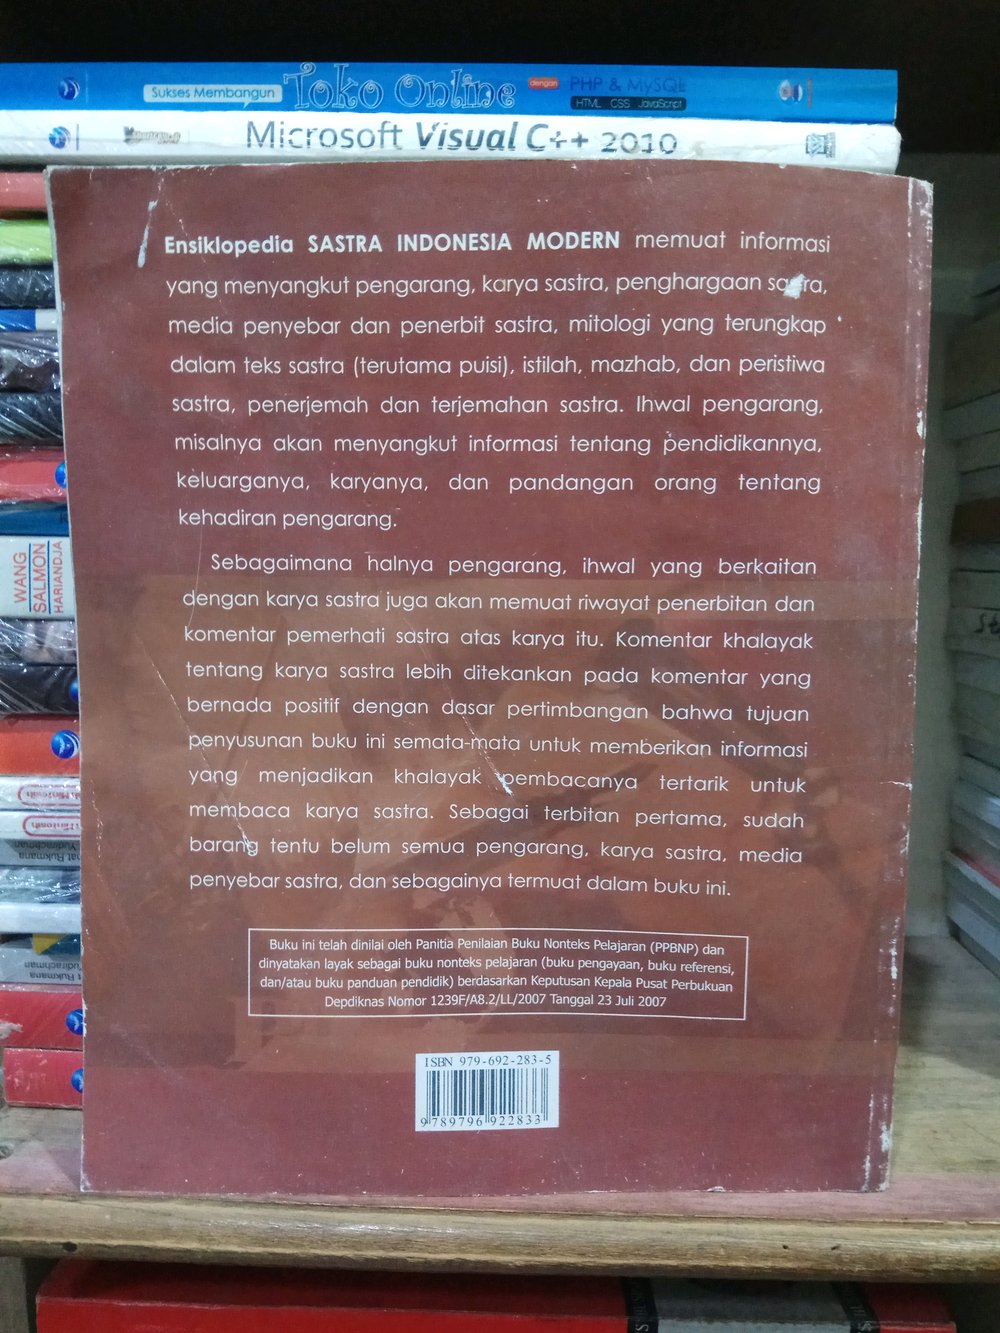 Sukses Membangun Toko Online dengan PHP & MySQL
HTML CSS JavaScript
Microsoft Visual C++ 2010
Ensiklopedia SASTRA INDONESIA MODERN memuat informasi
yang menyangkut pengarang, karya sastra, penghargaan sastra,
media penyebar dan penerbit sastra, mitologi yang terungkap
dalam teks sastra (terutama puisi), istilah, mazhab, dan peristiwa
sastra, penerjemah dan terjemahan sastra. Ihwal pengarang,
misalnya akan menyangkut informasi tentang pendidikannya,
keluarganya, karyanya, dan pandangan orang tentang
kehadiran pengarang.
Sebagaimana halnya pengarang, ihwal yang berkaitan
dengan karya sastra juga akan memuat riwayat penerbitan dan
komentar pemerhati sastra atas karya itu. Komentar khalayak
tentang karya sastra lebih ditekankan pada komentar yang
bernada positif dengan dasar pertimbangan bahwa tujuan
penyusunan buku ini semata-mata untuk memberikan informasi
yang menjadikan khalayak pembacanya tertarik untuk
membaca karya sastra. Sebagai terbitan pertama, sudah
barang tentu belum semua pengarang, karya sastra, media
penyebar sastra, dan sebagainya termuat dalam buku ini.
Buku ini telah dinilai oleh Panitia Penilaian Buku Nonteks Pelajaran (PPBNP) dan
dinyatakan layak sebagai buku nonteks pelajaran (buku pengayaan, buku referensi,
dan/atau buku panduan pendidik) berdasarkan Keputusan Kepala Pusat Perbukuan
Depdiknas Nomor 1239F/A8.2/LL/2007 Tanggal 23 Juli 2007
ISBN 979-692-283-5
9 789796 922833
WANG
SALMON
HARIANDJA